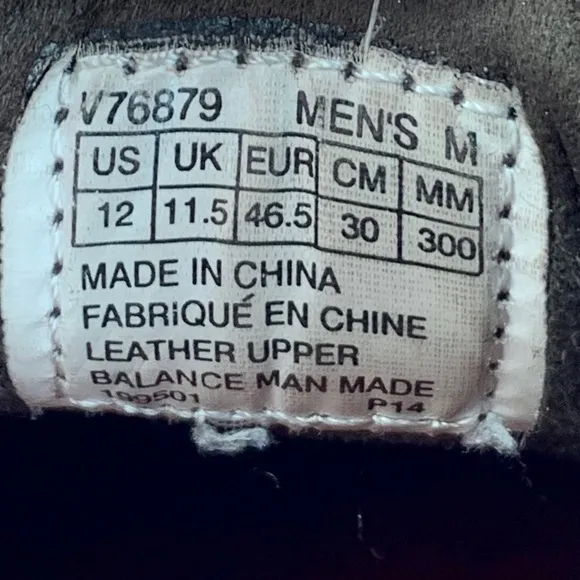 V76879 MEN'S M
US UK EUR CM MM
12 11.5 46.5 30 300
MADE IN CHINA
FABRIQUÉ EN CHINE
LEATHER UPPER
BALANCE MAN MADE
199501 P14